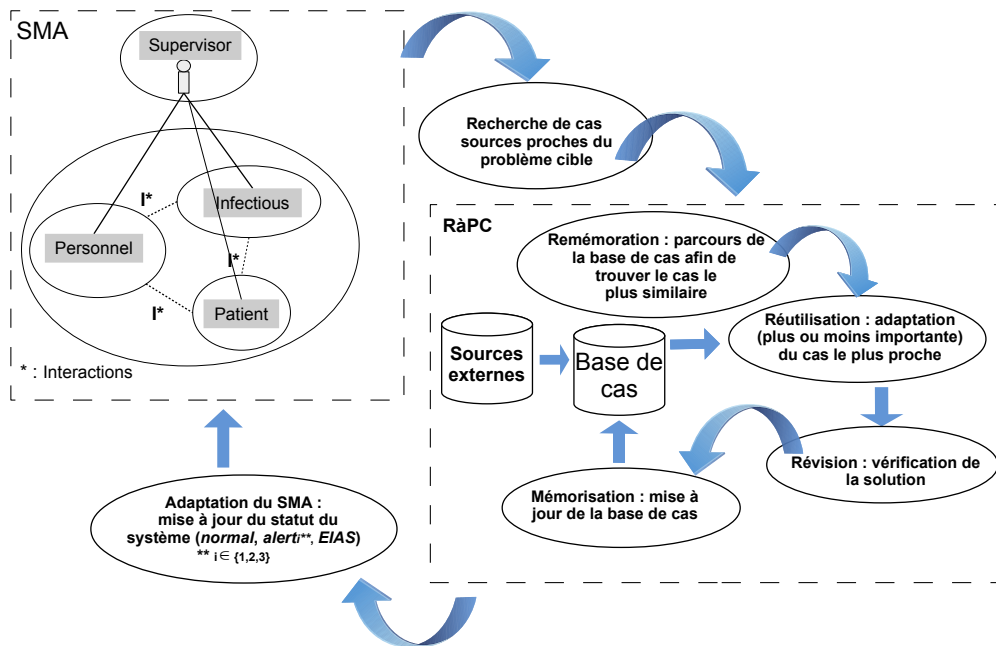 SMA
Supervisor
I*
Infectious
Personnel
I*
I*
Patient
* : Interactions
Recherche de cas
sources proches du
problème cible
RàPC
Remémoration : parcours de
la base de cas afin de
trouver le cas le
plus similaire
Réutilisation : adaptation
(plus ou moins importante)
du cas le plus proche
Sources
externes
Base de
cas
Révision : vérification de
la solution
Mémorisation : mise à
jour de la base de cas
Adaptation du SMA :
mise à jour du statut du
système (normal, alerti**, EIAS)
** i ∈ {1,2,3}